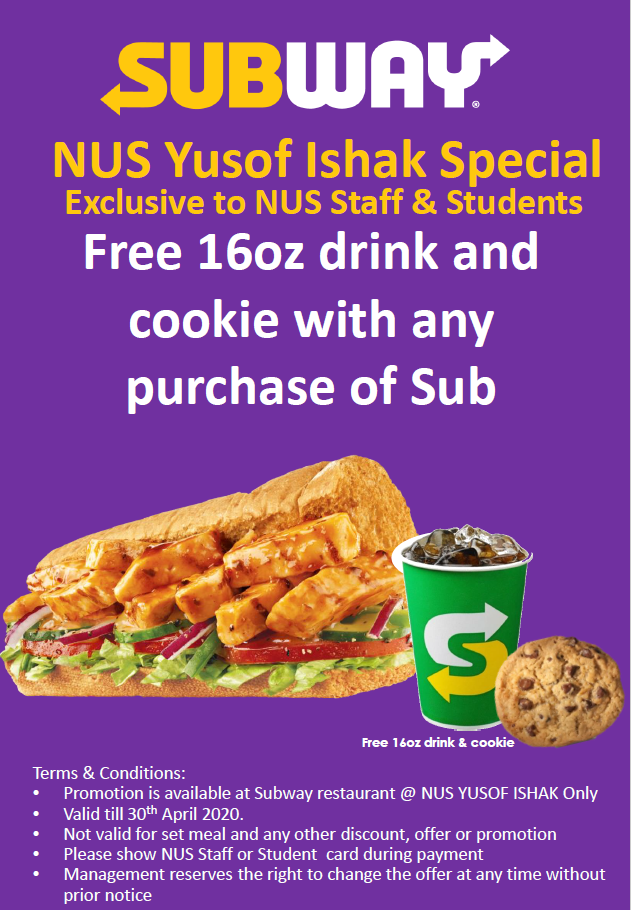 SUBWAY®
NUS Yusof Ishak Special
Exclusive to NUS Staff & Students
Free 16oz drink and
cookie with any
purchase of Sub
Free 16oz drink & cookie
Terms & Conditions:
• Promotion is available at Subway restaurant @ NUS YUSOF ISHAK Only
• Valid till 30th April 2020.
• Not valid for set meal and any other discount, offer or promotion
• Please show NUS Staff or Student  card during payment
• Management reserves the right to change the offer at any time without
prior notice